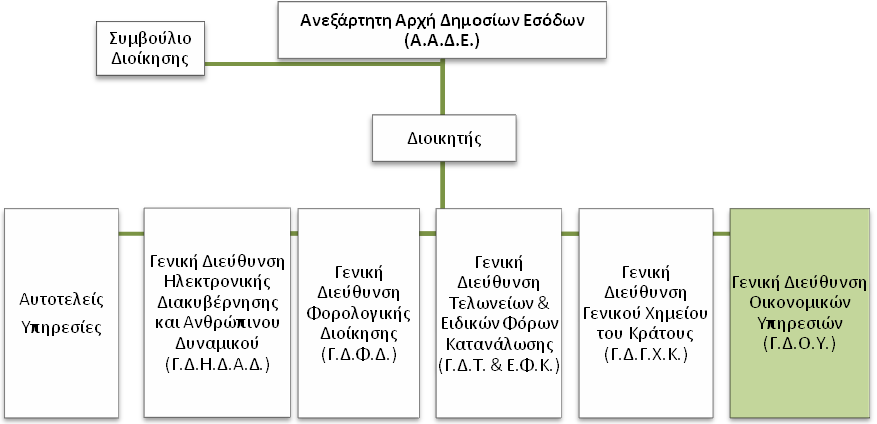 Ανεξάρτητη Αρχή Δημοσίων Εσόδων
(Α.Α.Δ.Ε.)
Συμβούλιο
Διοίκησης
Διοικητής
Αυτοτελείς
Υπηρεσίες
Γενική Διεύθυνση
Ηλεκτρονικής
Διακυβέρνησης
και Ανθρώπινου
Δυναμικού
(Γ.Δ.Η.Δ.Α.Δ.)
Γενική
Διεύθυνση
Φορολογικής
Διοίκησης
(Γ.Δ.Φ.Δ.)
Γενική
Διεύθυνση
Τελωνείων &
Ειδικών Φόρων
Κατανάλωσης
(Γ.Δ.Τ. & Ε.Φ.Κ.)
Γενική
Διεύθυνση
Γενικού Χημείου
του Κράτους
(Γ.Δ.Γ.Χ.Κ.)
Γενική Διεύθυνση
Οικονομικών
Υπηρεσιών
(Γ.Δ.Ο.Υ.)